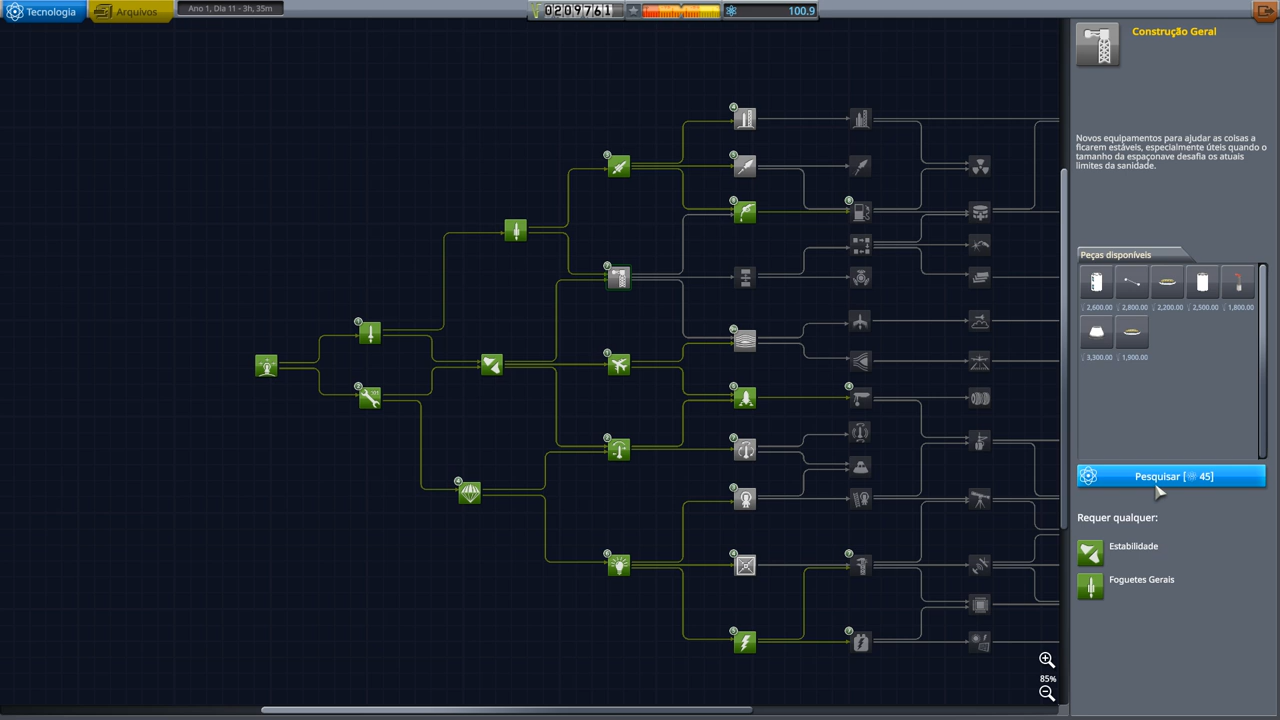 Tecnologia
Arquivos
Ano 1, Dia 11 - 3h, 35m
0209761
100.9
Construção Geral
Novos equipamentos para ajudar as coisas a
ficarem estáveis, especialmente úteis quando o
tamanho da espaçonave desafia os atuais
limites da sanidade.
Peças disponíveis
2,600.00
2,800.00
2,200.00
2,500.00
1,800.00
3,300.00
1,900.00
Pesquisar [ 45]
Requer qualquer:
Estabilidade
Foguetes Gerais
85%